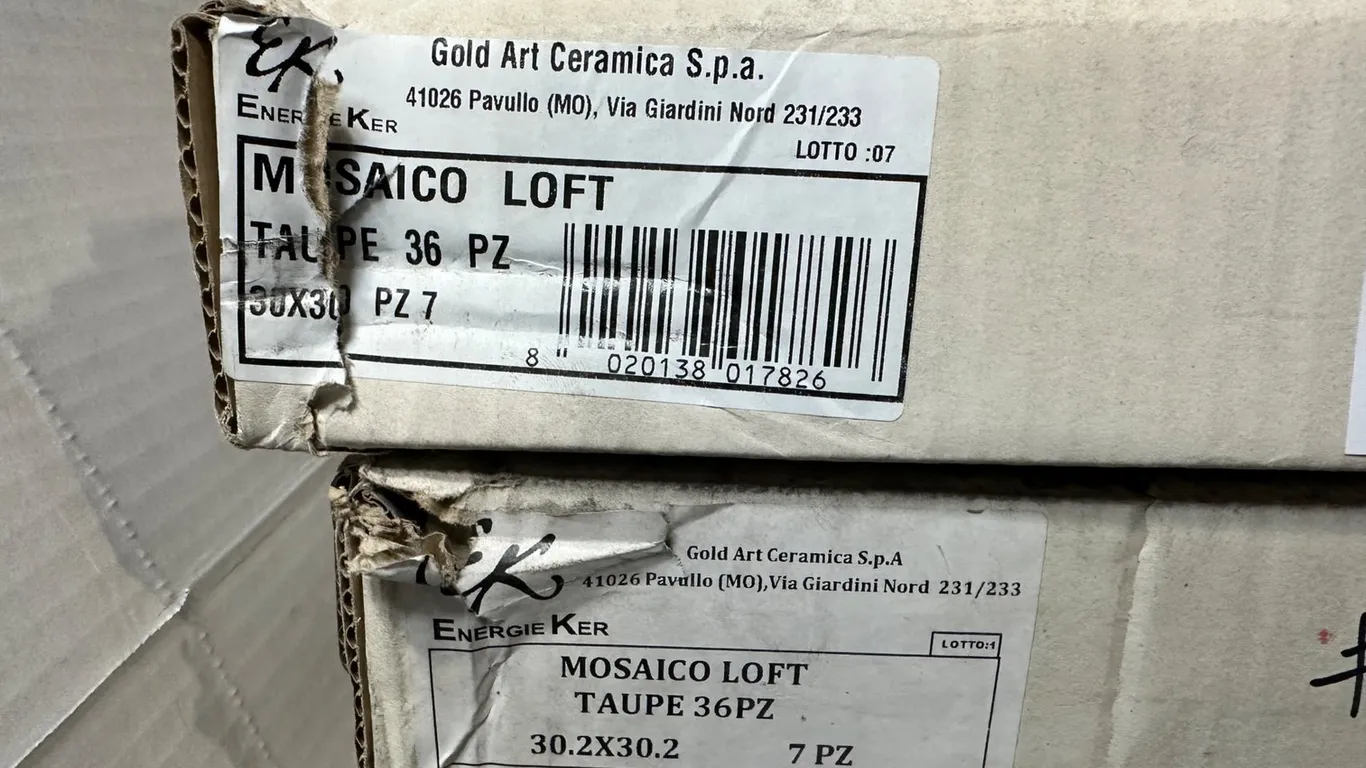 EK
Gold Art Ceramica S.p.a.
41026 Pavullo (MO), Via Giardini Nord 231/233
ENERGIE KER
LOTTO :07
MOSAICO LOFT
TAUPE 36 PZ
30X30 PZ 7
8 020138 017826
EK
Gold Art Ceramica S.p.A
41026 Pavullo (MO),Via Giardini Nord 231/233
ENERGIE KER
LOTTO:1
MOSAICO LOFT
TAUPE 36PZ
30.2X30.2 7 PZ